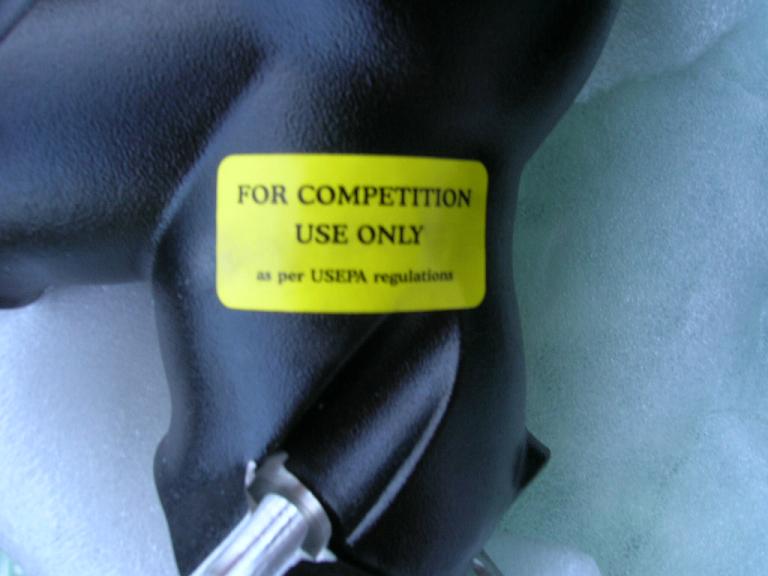 FOR COMPETITION
USE ONLY
as per USEPA regulations